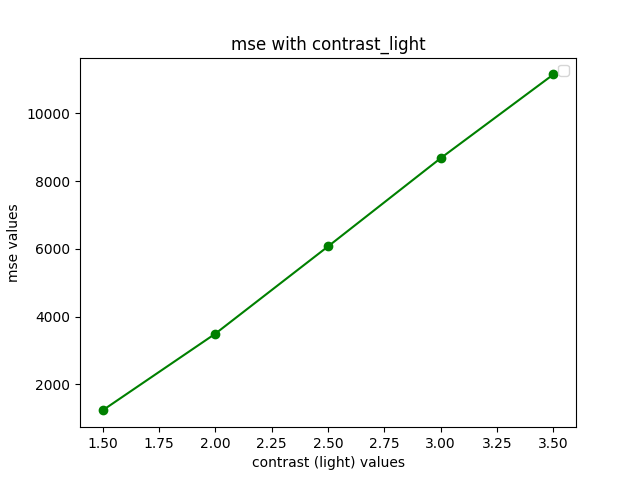 mse with contrast_light
mse values
10000
8000
6000
4000
2000
1.50 1.75 2.00 2.25 2.50 2.75 3.00 3.25 3.50
contrast (light) values